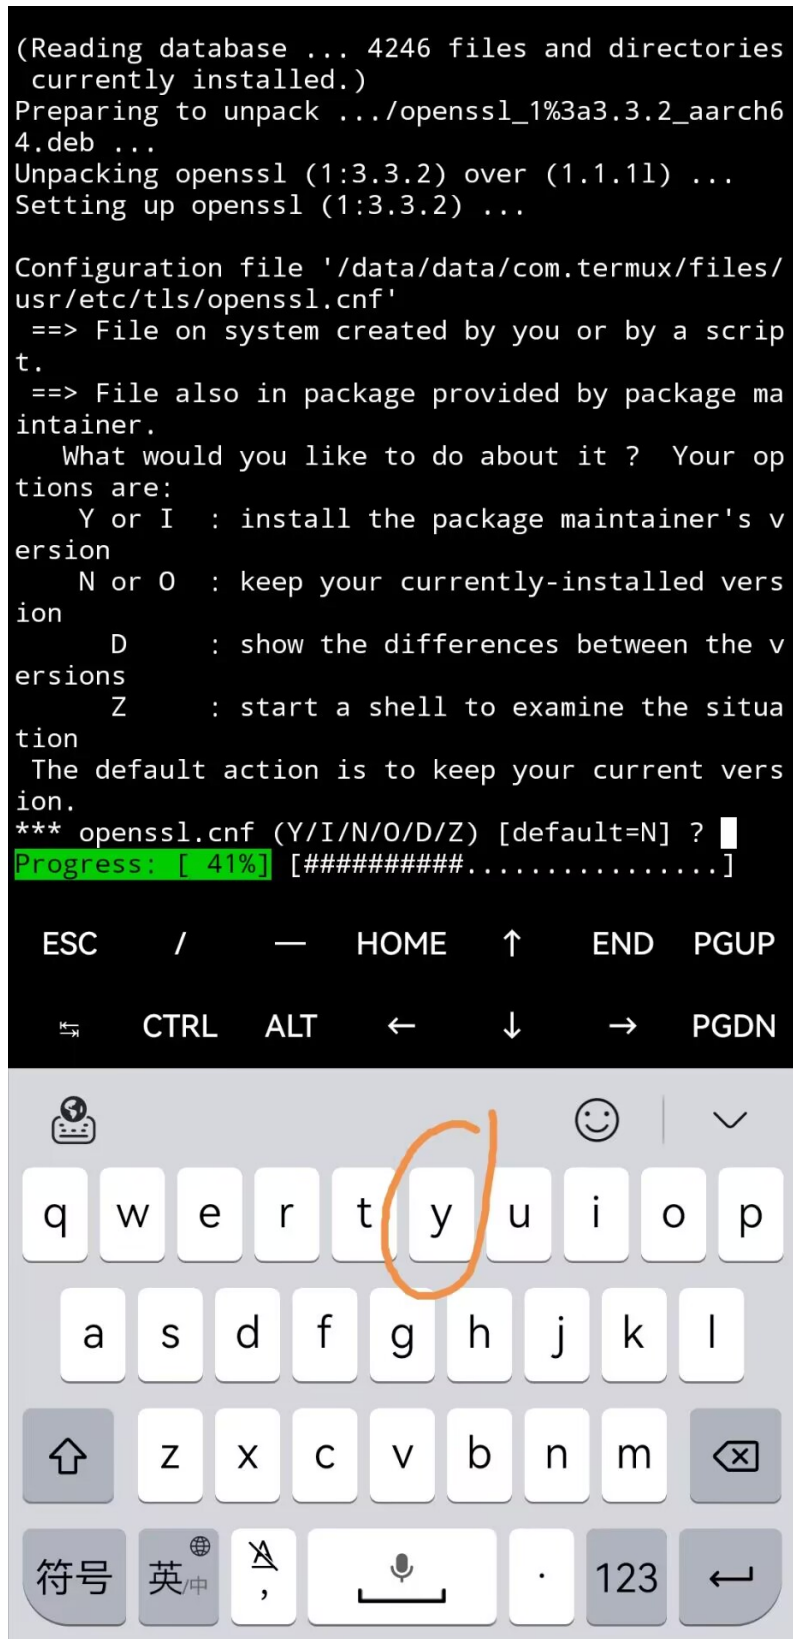 (Reading database ... 4246 files and directories
 currently installed.)
Preparing to unpack .../openssl_1%3a3.3.2_aarch6
4.deb ...
Unpacking openssl (1:3.3.2) over (1.1.1l) ...
Setting up openssl (1:3.3.2) ...

Configuration file '/data/data/com.termux/files/
usr/etc/tls/openssl.cnf'
 ==> File on system created by you or by a scrip
t.
 ==> File also in package provided by package ma
intainer.
   What would you like to do about it ?  Your op
tions are:
    Y or I  : install the package maintainer's v
ersion
    N or O  : keep your currently-installed vers
ion
      D     : show the differences between the v
ersions
      Z     : start a shell to examine the situa
tion
 The default action is to keep your current vers
ion.
*** openssl.cnf (Y/I/N/O/D/Z) [default=N] ?
Progress: [ 41%] [##########................]
ESC / — HOME ↑ END PGUP
↹ CTRL ALT ← ↓ → PGDN
q w e r t y u i o p
a s d f g h j k l
z x c v b n m
符号 英/中 A , . 123